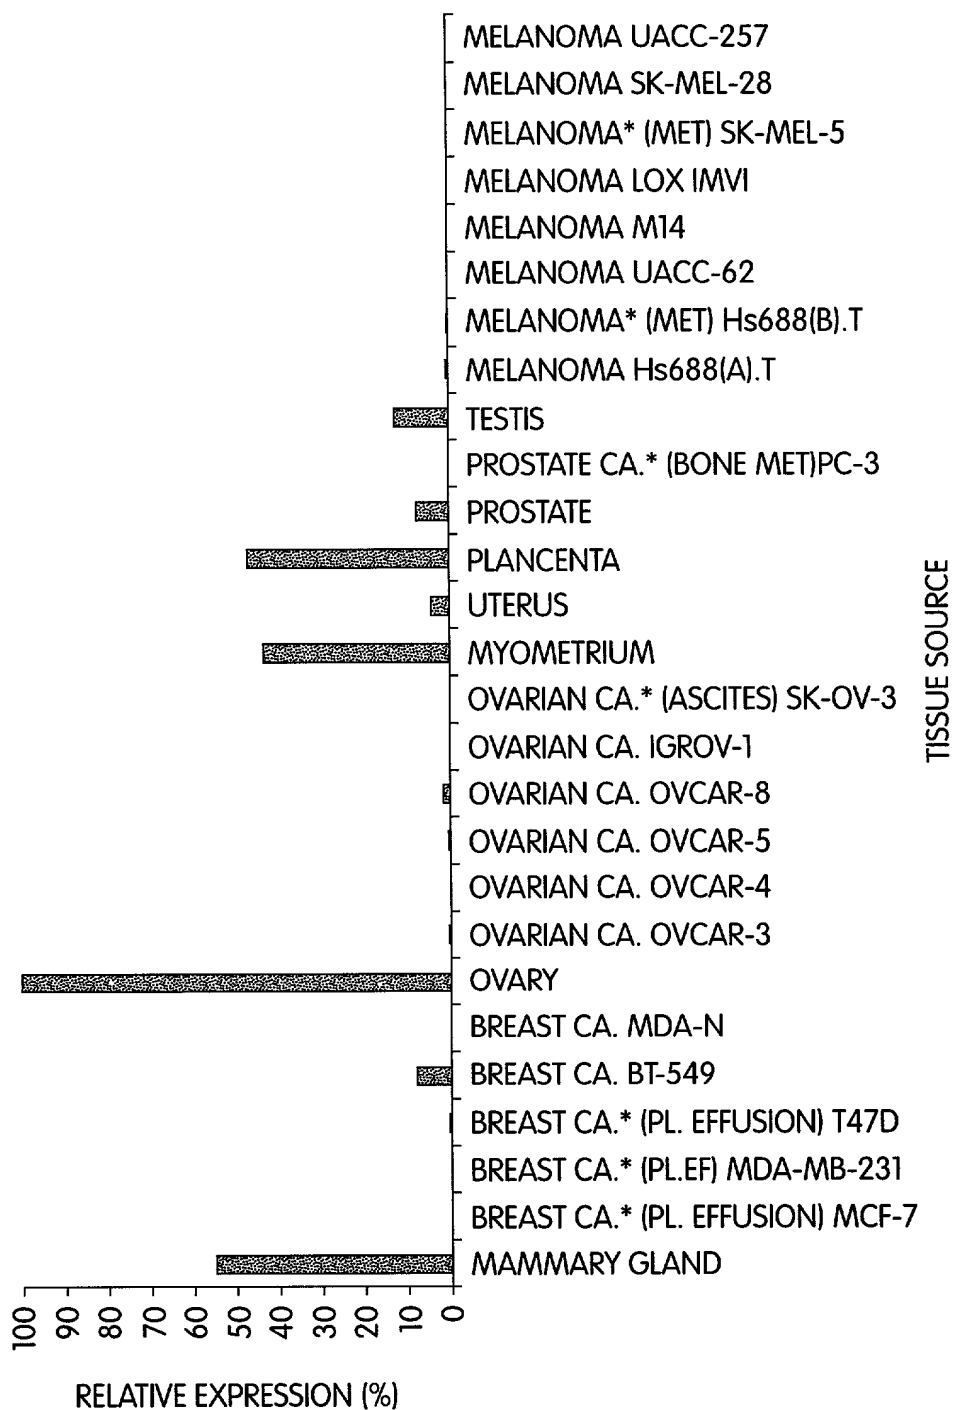 MELANOMA UACC-257
MELANOMA SK-MEL-28
MELANOMA* (MET) SK-MEL-5
MELANOMA LOX IMVI
MELANOMA M14
MELANOMA UACC-62
MELANOMA* (MET) Hs688(B).T
MELANOMA Hs688(A).T
TESTIS
PROSTATE CA.* (BONE MET)PC-3
PROSTATE
PLANCENTA
UTERUS
MYOMETRIUM
OVARIAN CA.* (ASCITES) SK-OV-3
OVARIAN CA. IGROV-1
OVARIAN CA. OVCAR-8
OVARIAN CA. OVCAR-5
OVARIAN CA. OVCAR-4
OVARIAN CA. OVCAR-3
OVARY
BREAST CA. MDA-N
BREAST CA. BT-549
BREAST CA.* (PL. EFFUSION) T47D
BREAST CA.* (PL.EF) MDA-MB-231
BREAST CA.* (PL. EFFUSION) MCF-7
MAMMARY GLAND
TISSUE SOURCE
100 90 80 70 60 50 40 30 20 10 0
RELATIVE EXPRESSION (%)